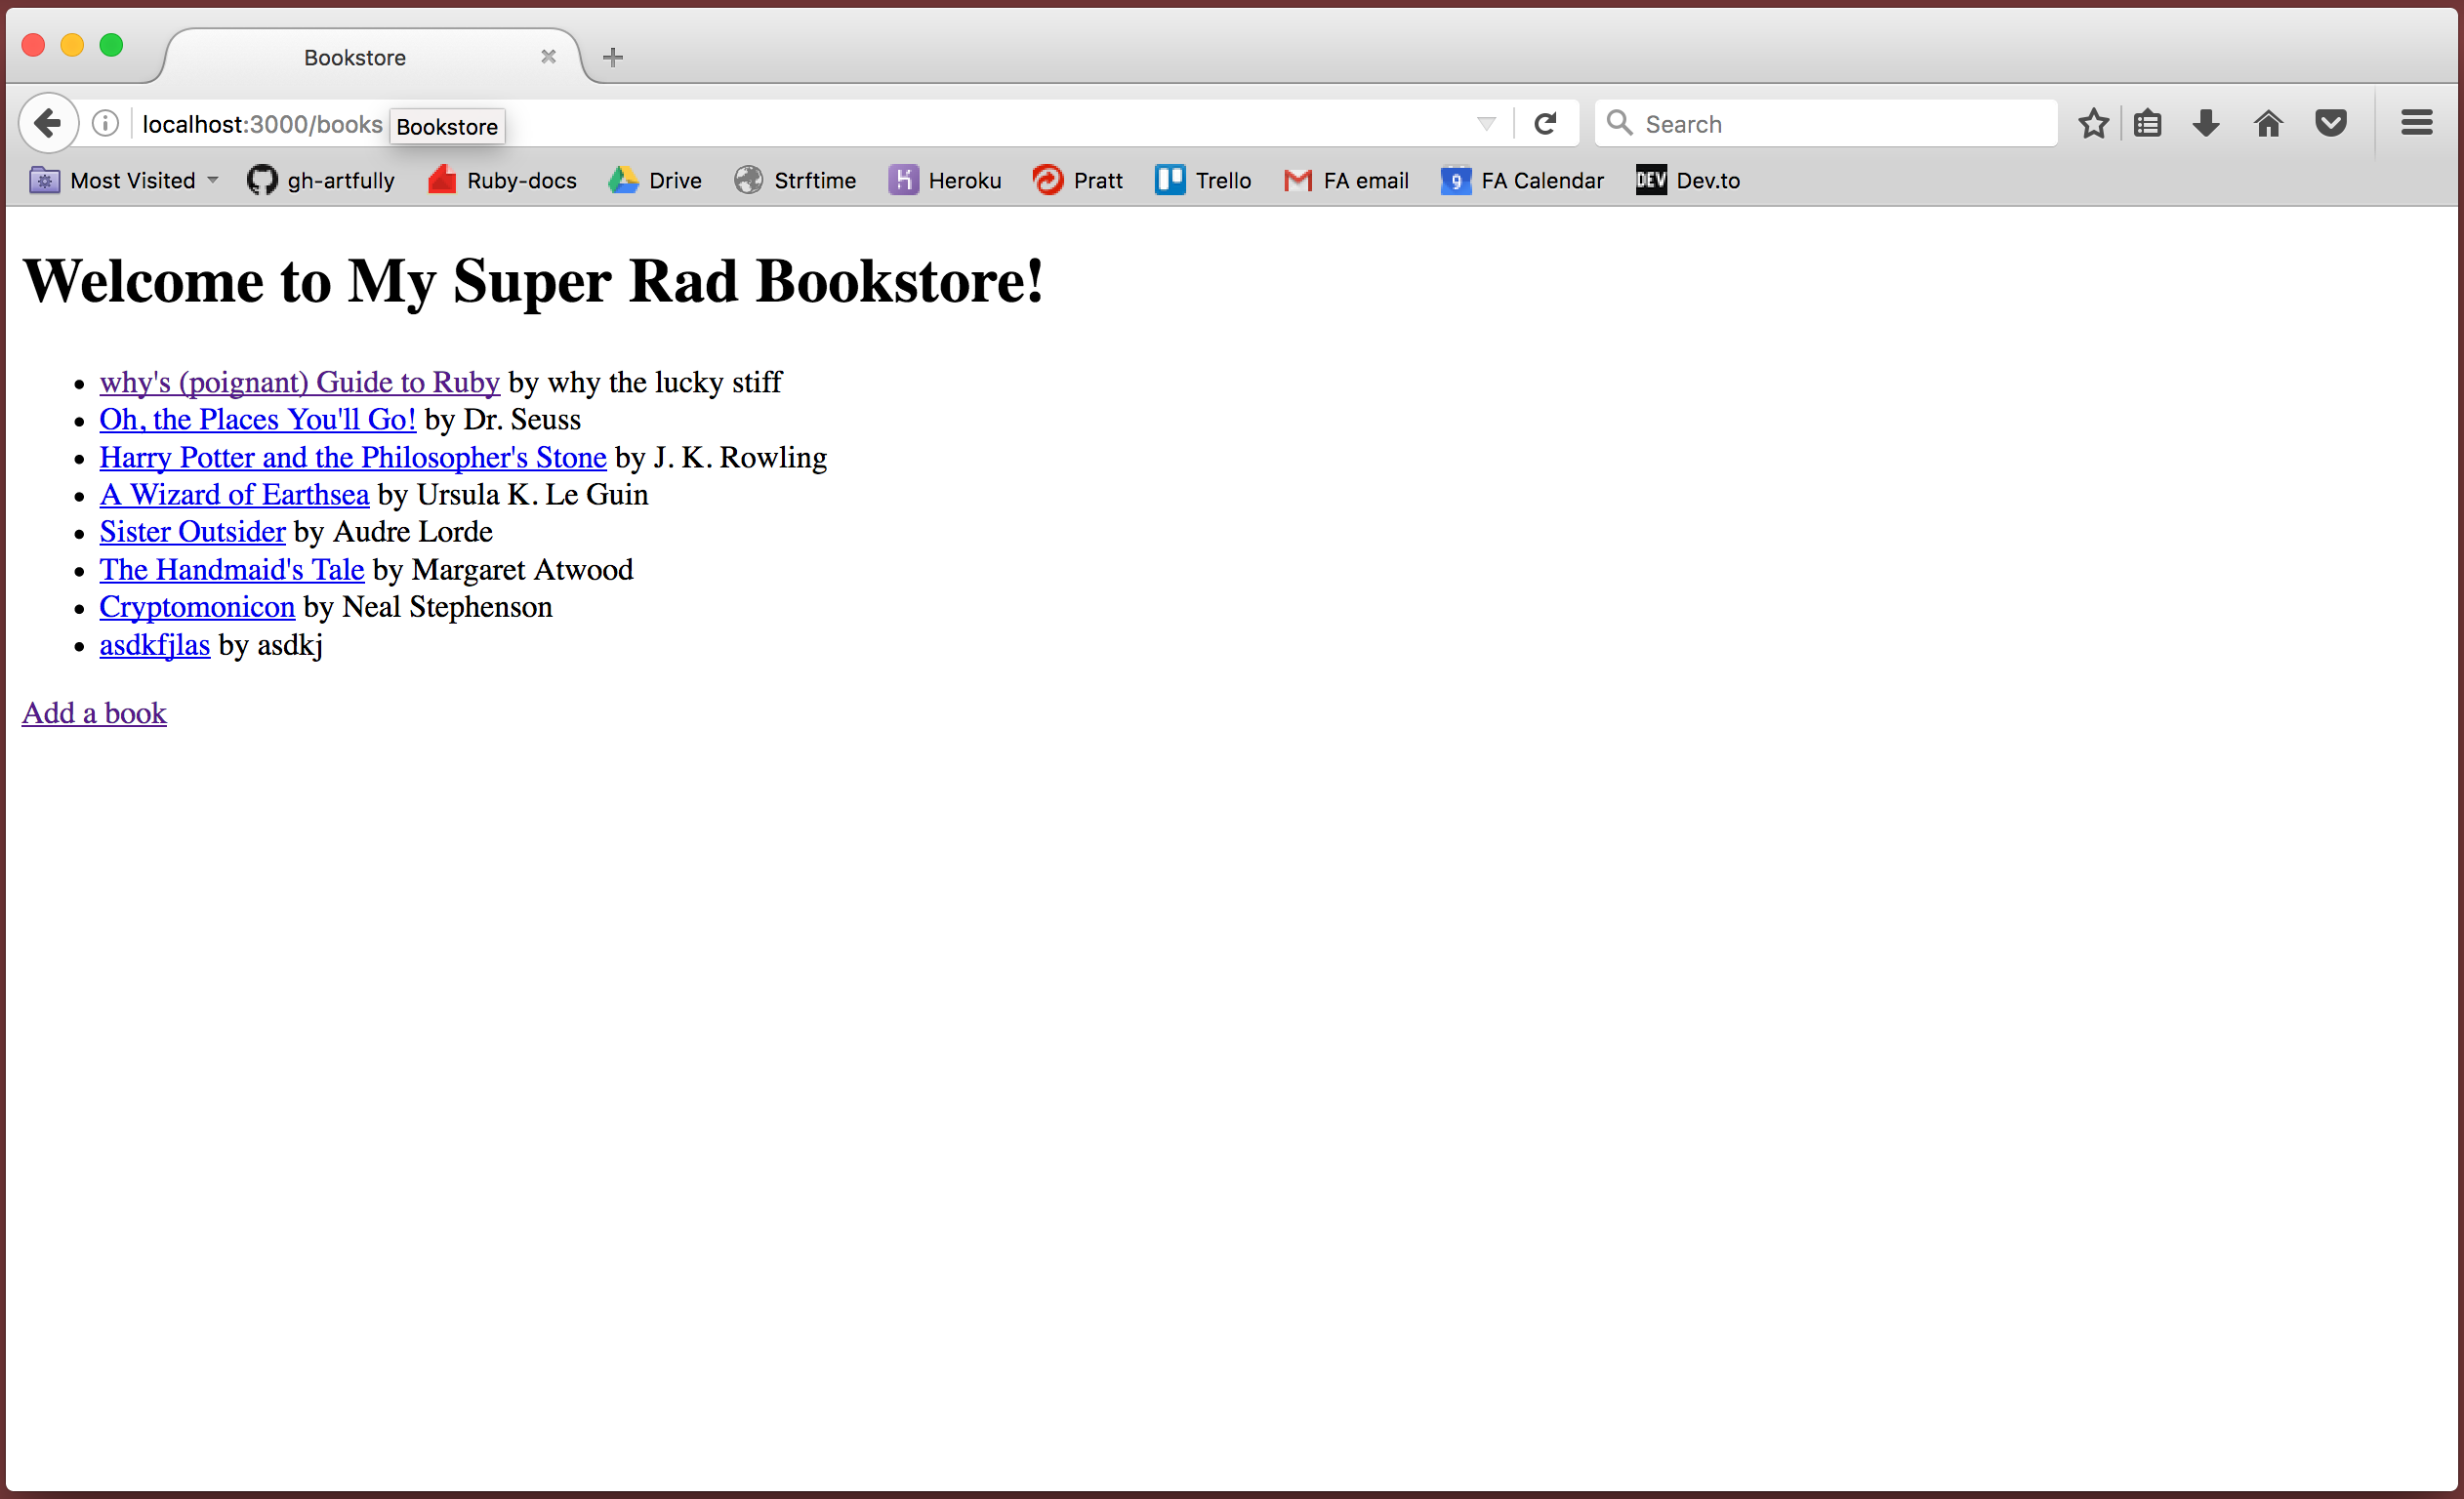 Bookstore
localhost:3000/books Bookstore Search
Most Visited gh-artfully Ruby-docs Drive Strftime Heroku Pratt Trello FA email 9 FA Calendar DEV Dev.to
Welcome to My Super Rad Bookstore!
why's (poignant) Guide to Ruby by why the lucky stiff
Oh, the Places You'll Go! by Dr. Seuss
Harry Potter and the Philosopher's Stone by J. K. Rowling
A Wizard of Earthsea by Ursula K. Le Guin
Sister Outsider by Audre Lorde
The Handmaid's Tale by Margaret Atwood
Cryptomonicon by Neal Stephenson
asdkfjlas by asdkj
Add a book